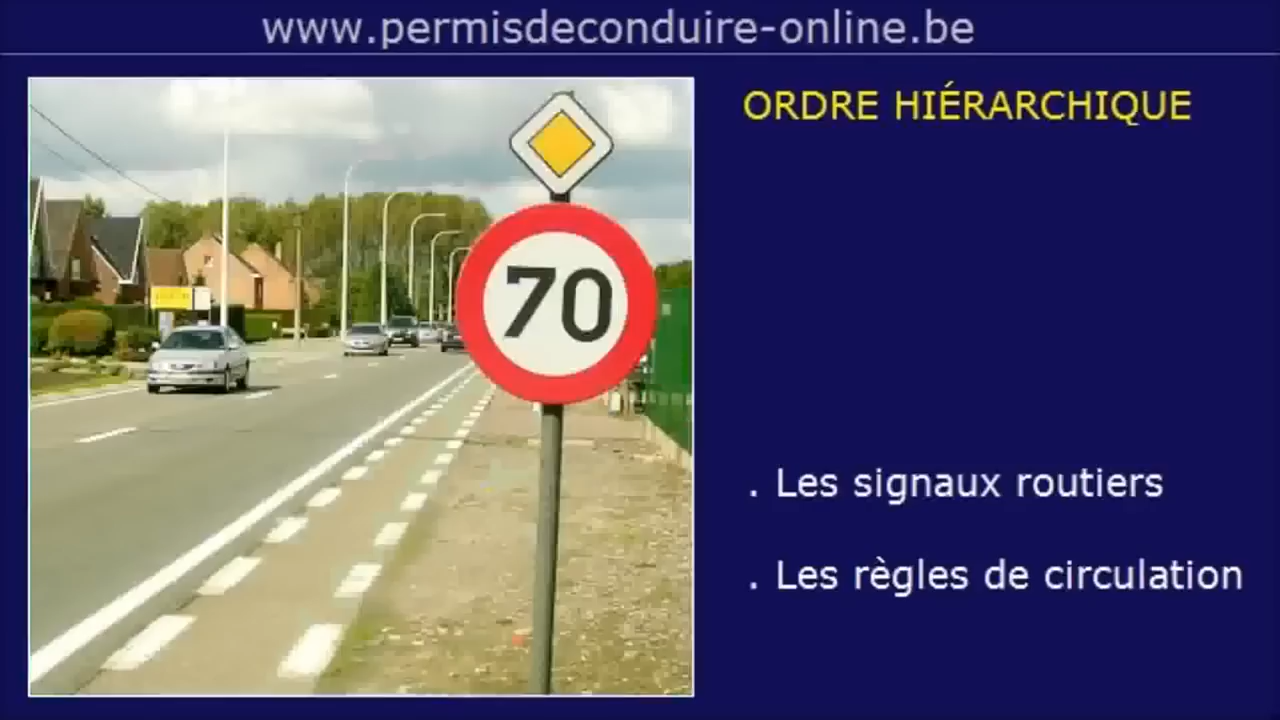 www.permisdeconduire-online.be
ORDRE HIÉRARCHIQUE
70
. Les signaux routiers
. Les règles de circulation